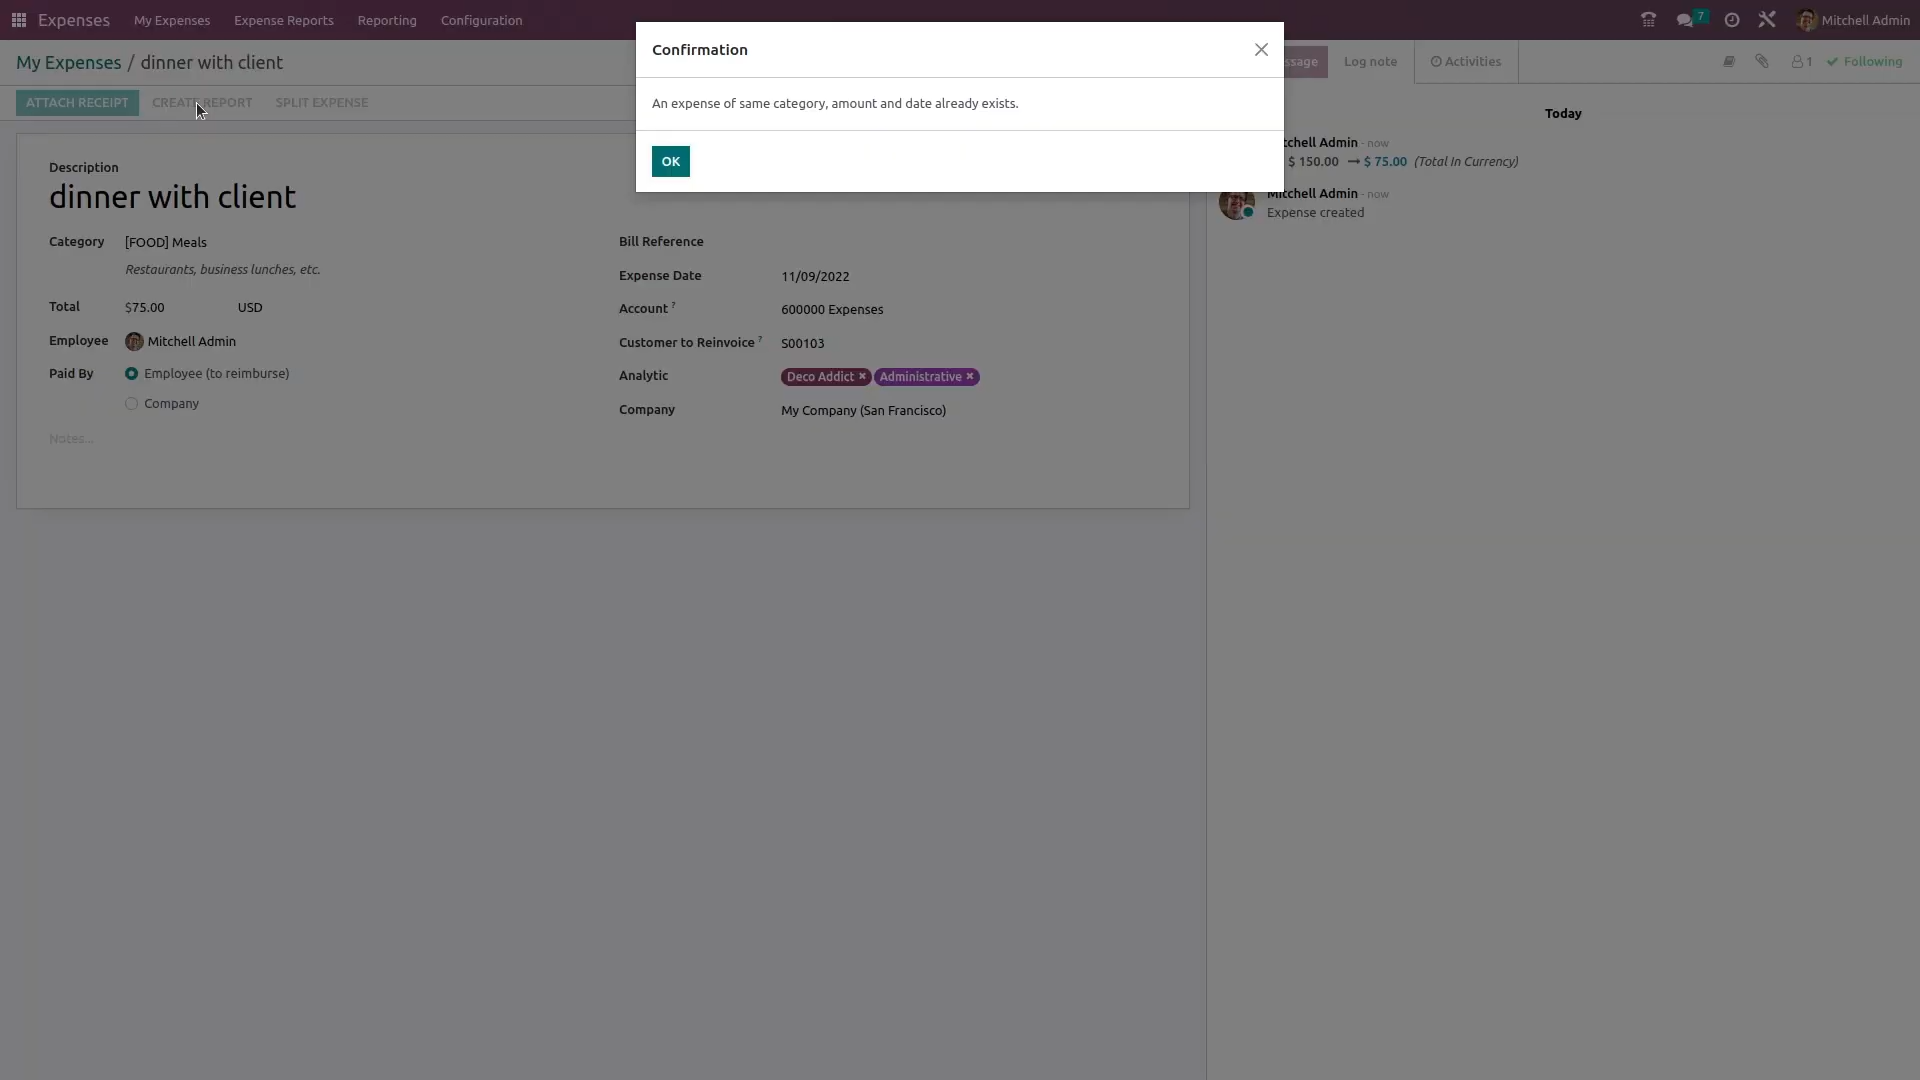 Expenses My Expenses Expense Reports Reporting Configuration 7 Mitchell Admin
Confirmation
An expense of same category, amount and date already exists.
OK
My Expenses / dinner with client
ssage Log note Activities 1 Following
ATTACH RECEIPT CREATE REPORT SPLIT EXPENSE
Description
dinner with client
Category [FOOD] Meals
Restaurants, business lunches, etc.
Total $75.00 USD
Employee Mitchell Admin
Paid By Employee (to reimburse)
Company
Notes...
Bill Reference
Expense Date 11/09/2022
Account ? 600000 Expenses
Customer to Reinvoice ? S00103
Analytic Deco Addict ✖ Administrative ✖
Company My Company (San Francisco)
Today
tchell Admin - now
$ 150.00 → $ 75.00 (Total In Currency)
Mitchell Admin - now
Expense created